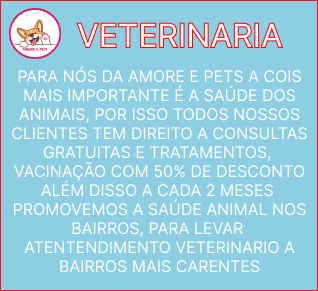 VETERINARIA
AMORE E PETS
PARA NÓS DA AMORE E PETS A COIS
MAIS IMPORTANTE É A SAÚDE DOS
ANIMAIS, POR ISSO TODOS NOSSOS
CLIENTES TEM DIREITO A CONSULTAS
GRATUITAS E TRATAMENTOS,
VACINAÇÃO COM 50% DE DESCONTO
ALÉM DISSO A CADA 2 MESES
PROMOVEMOS A SAÚDE ANIMAL NOS
BAIRROS, PARA LEVAR
ATENTENDIMENTO VETERINARIO A
BAIRROS MAIS CARENTES